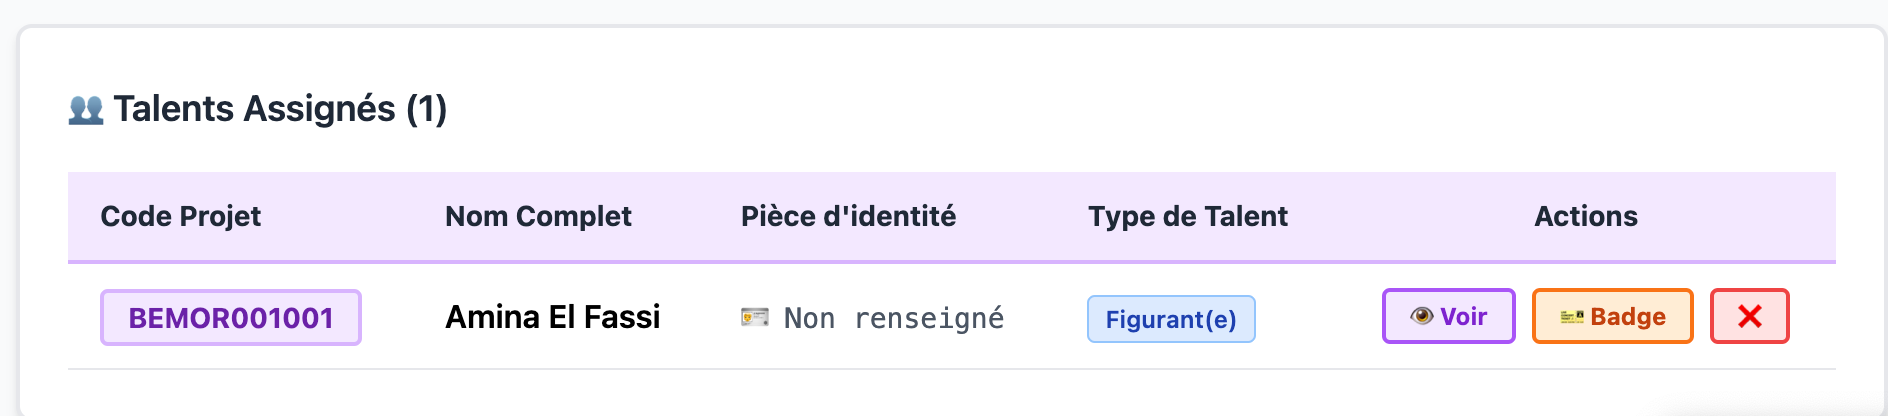 Talents Assignés (1)
Code Projet Nom Complet Pièce d'identité Type de Talent Actions
BEMOR001001 Amina El Fassi Non renseigné Figurant(e) Voir Badge